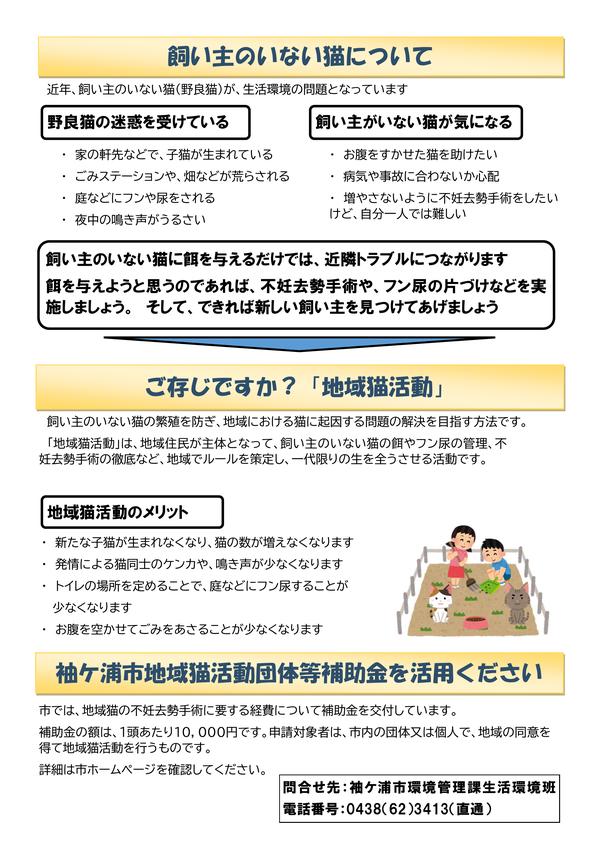 飼い主のいない猫について
近年、飼い主のいない猫（野良猫）が、生活環境の問題となっています
野良猫の迷惑を受けている
・ 家の軒先などで、子猫が生まれている
・ ごみステーションや、畑などが荒らされる
・ 庭などにフンや尿をされる
・ 夜中の鳴き声がうるさい
飼い主がいない猫が気になる
・ お腹をすかせた猫を助けたい
・ 病気や事故に合わないか心配
・ 増やさないように不妊去勢手術をしたい
けど、自分一人では難しい
飼い主のいない猫に餌を与えるだけでは、近隣トラブルにつながります
餌を与えようと思うのであれば、不妊去勢手術や、フン尿の片づけなどを実
施しましょう。 そして、できれば新しい飼い主を見つけてあげましょう
ご存じですか？「地域猫活動」
飼い主のいない猫の繁殖を防ぎ、地域における猫に起因する問題の解決を目指す方法です。
「地域猫活動」は、地域住民が主体となって、飼い主のいない猫の餌やフン尿の管理、不
妊去勢手術の徹底など、地域でルールを策定し、一代限りの生を全うさせる活動です。
地域猫活動のメリット
・ 新たな子猫が生まれなくなり、猫の数が増えなくなります
・ 発情による猫同士のケンカや、鳴き声が少なくなります
・ トイレの場所を定めることで、庭などにフン尿することが
少なくなります
・ お腹を空かせてごみをあさることが少なくなります
袖ケ浦市地域猫活動団体等補助金を活用ください
市では、地域猫の不妊去勢手術に要する経費について補助金を交付しています。
補助金の額は、1頭あたり10，000円です。申請対象者は、市内の団体又は個人で、地域の同意を
得て地域猫活動を行うものです。
詳細は市ホームページを確認してください。
問合せ先：袖ケ浦市環境管理課生活環境班
電話番号：0438（62）3413（直通）